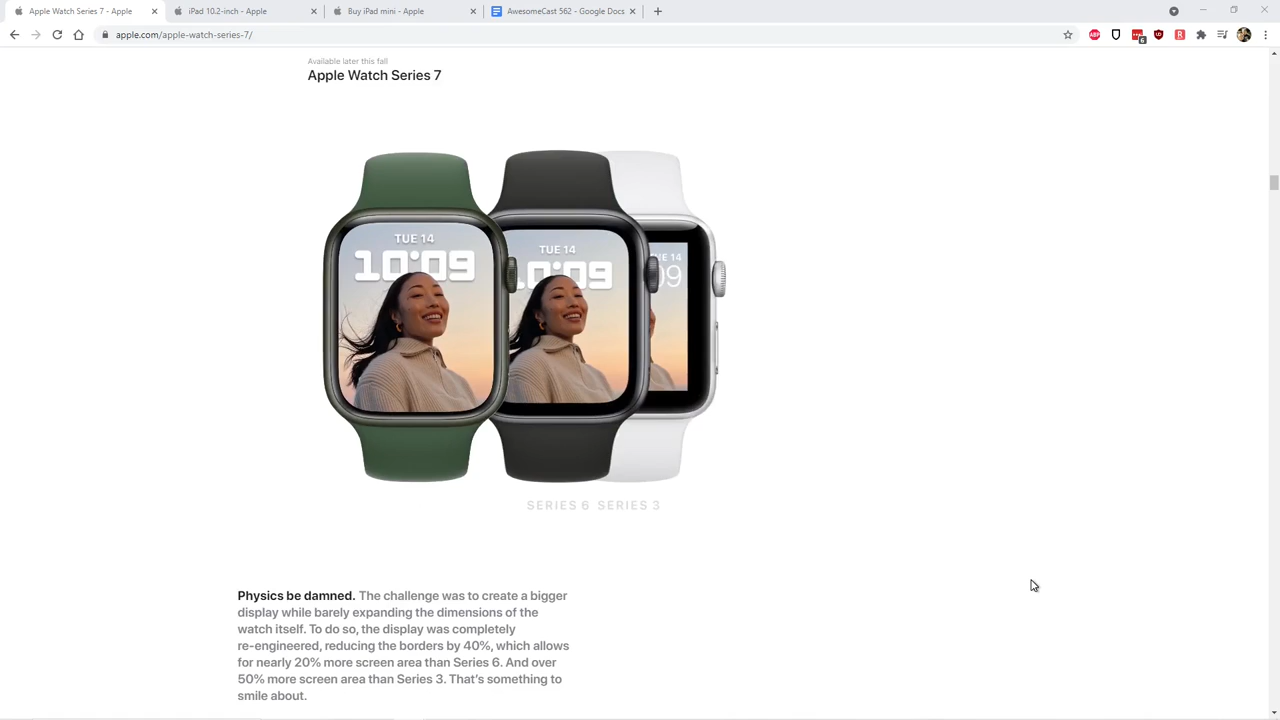 Apple Watch Series 7 - Apple
iPad 10.2-inch - Apple
Buy iPad mini - Apple
AwesomeCast 562 - Google Docs
apple.com/apple-watch-series-7/
Available later this fall
Apple Watch Series 7
TUE 14
10:09
TUE 14
10:09
UE 14
09
SERIES 6 SERIES 3
Physics be damned. The challenge was to create a bigger
display while barely expanding the dimensions of the
watch itself. To do so, the display was completely
re-engineered, reducing the borders by 40%, which allows
for nearly 20% more screen area than Series 6. And over
50% more screen area than Series 3. That's something to
smile about.